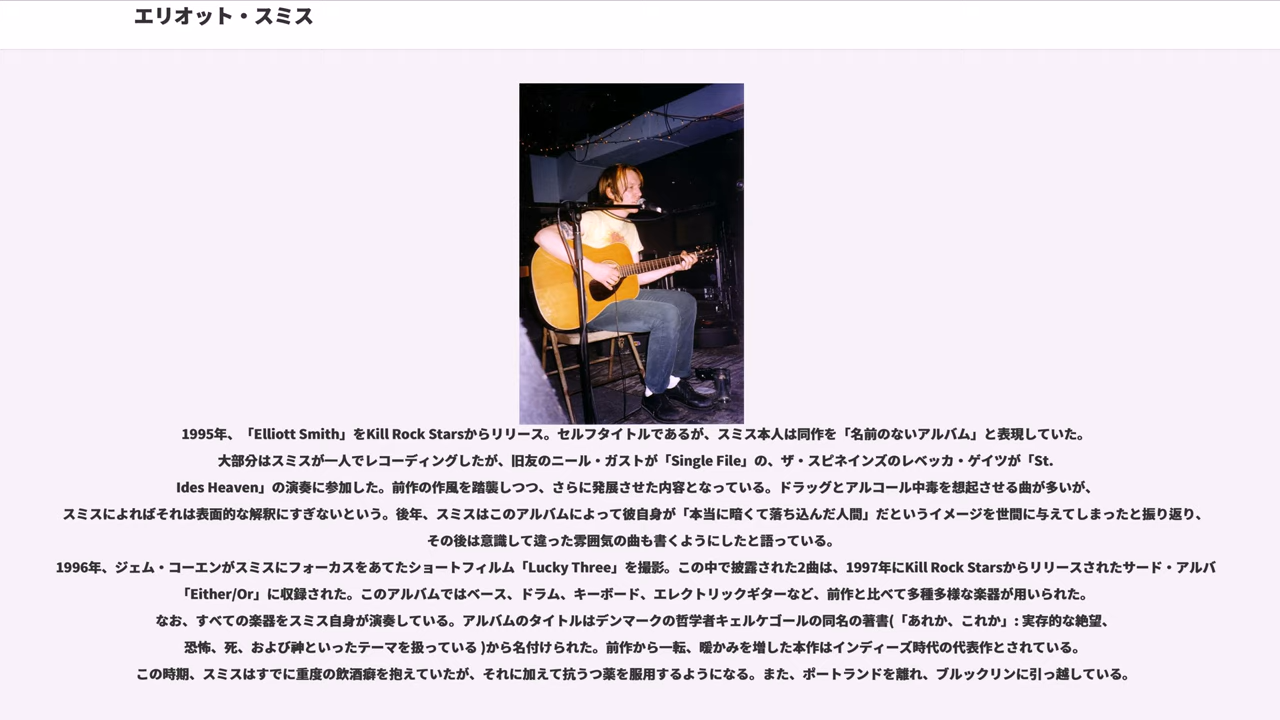 エリオット・スミス
1995年、「Elliott Smith」をKill Rock Starsからリリース。セルフタイトルであるが、スミス本人は同作を「名前のないアルバム」と表現していた。
大部分はスミスが一人でレコーディングしたが、旧友のニール・ガストが「Single File」の、ザ・スピネインズのレベッカ・ゲイツが「St.
Ides Heaven」の演奏に参加した。前作の作風を踏襲しつつ、さらに発展させた内容となっている。ドラッグとアルコール中毒を想起させる曲が多いが、
スミスによればそれは表面的な解釈にすぎないという。後年、スミスはこのアルバムによって彼自身が「本当に暗くて落ち込んだ人間」だというイメージを世間に与えてしまったと振り返り、
その後は意識して違った雰囲気の曲も書くようにしたと語っている。
1996年、ジェム・コーエンがスミスにフォーカスをあてたショートフィルム「Lucky Three」を撮影。この中で披露された2曲は、1997年にKill Rock Starsからリリースされたサード・アルバ
「Either/Or」に収録された。このアルバムではベース、ドラム、キーボード、エレクトリックギターなど、前作と比べて多種多様な楽器が用いられた。
なお、すべての楽器をスミス自身が演奏している。アルバムのタイトルはデンマークの哲学者キェルケゴールの同名の著書(「あれか、これか」: 実存的な絶望、
恐怖、死、および神といったテーマを扱っている )から名付けられた。前作から一転、暖かみを増した本作はインディーズ時代の代表作とされている。
この時期、スミスはすでに重度の飲酒癖を抱えていたが、それに加えて抗うつ薬を服用するようになる。また、ポートランドを離れ、ブルックリンに引っ越している。